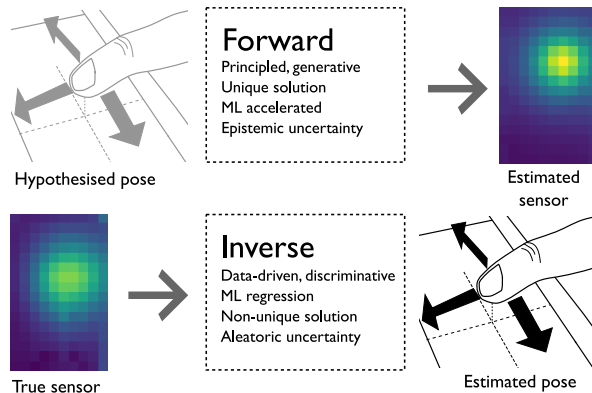 Forward
Principled, generative
Unique solution
ML accelerated
Epistemic uncertainty
Hypothesised pose
Estimated
sensor
Inverse
Data-driven, discriminative
ML regression
Non-unique solution
Aleatoric uncertainty
True sensor
Estimated pose